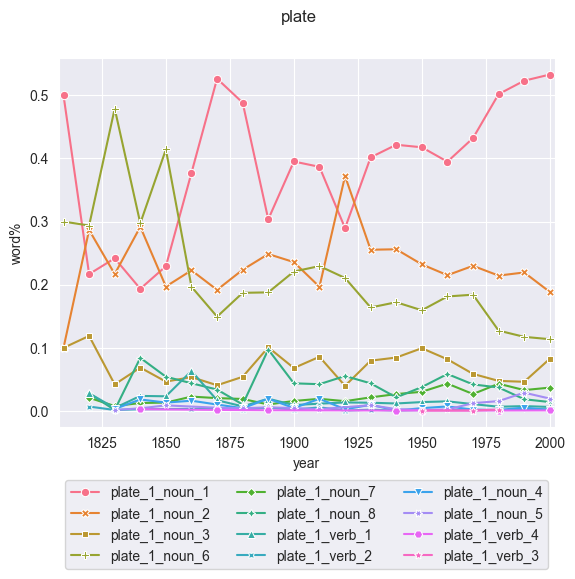 plate
0.5
0.4
0.3
0.2
0.1
0.0
word%
1825 1850 1875 1900 1925 1950 1975 2000
year
plate_1_noun_1 plate_1_noun_7 plate_1_noun_4
plate_1_noun_2 plate_1_noun_8 plate_1_noun_5
plate_1_noun_3 plate_1_verb_1 plate_1_verb_4
plate_1_noun_6 plate_1_verb_2 plate_1_verb_3